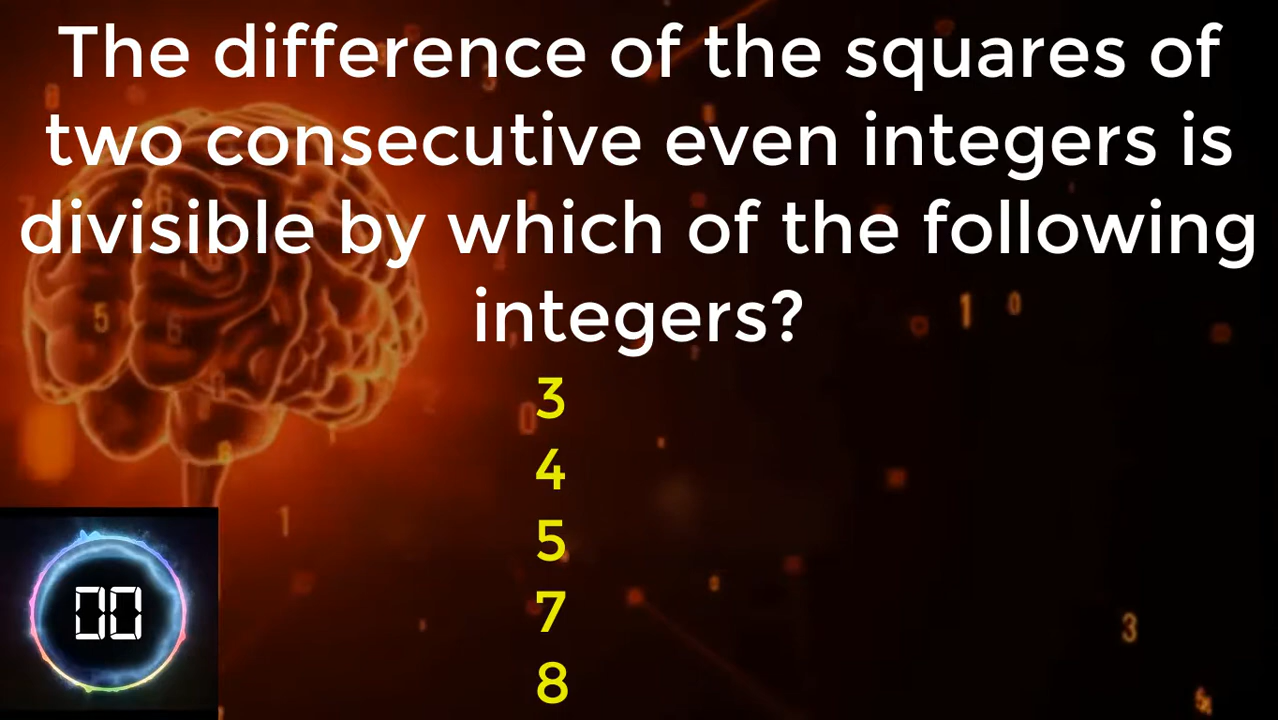 The difference of the squares of
two consecutive even integers is
divisible by which of the following
integers?
3
4
5
7
8
00